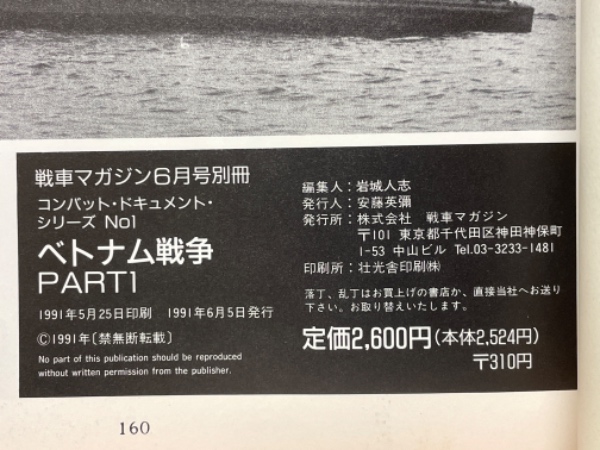 戦車マガジン6月号別冊
コンバット・ドキュメント・
シリーズ No1
ベトナム戦争
PART1
1991年5月25日印刷 1991年6月5日発行
©1991年〔禁無断転載〕
No part of this publication should be reproduced
without written permission from the publisher.
編集人：岩城人志
発行人：安藤英彌
発行所：株式会社 戦車マガジン
〒101 東京都千代田区神田神保町
1-53 中山ビル Tel.03-3233-1481
印刷所：壮光舎印刷㈱
落丁、乱丁はお買上げの書店か、直接当社へお送り
下さい。お取り替えいたします。
定価2,600円(本体2,524円)
〒310円
160